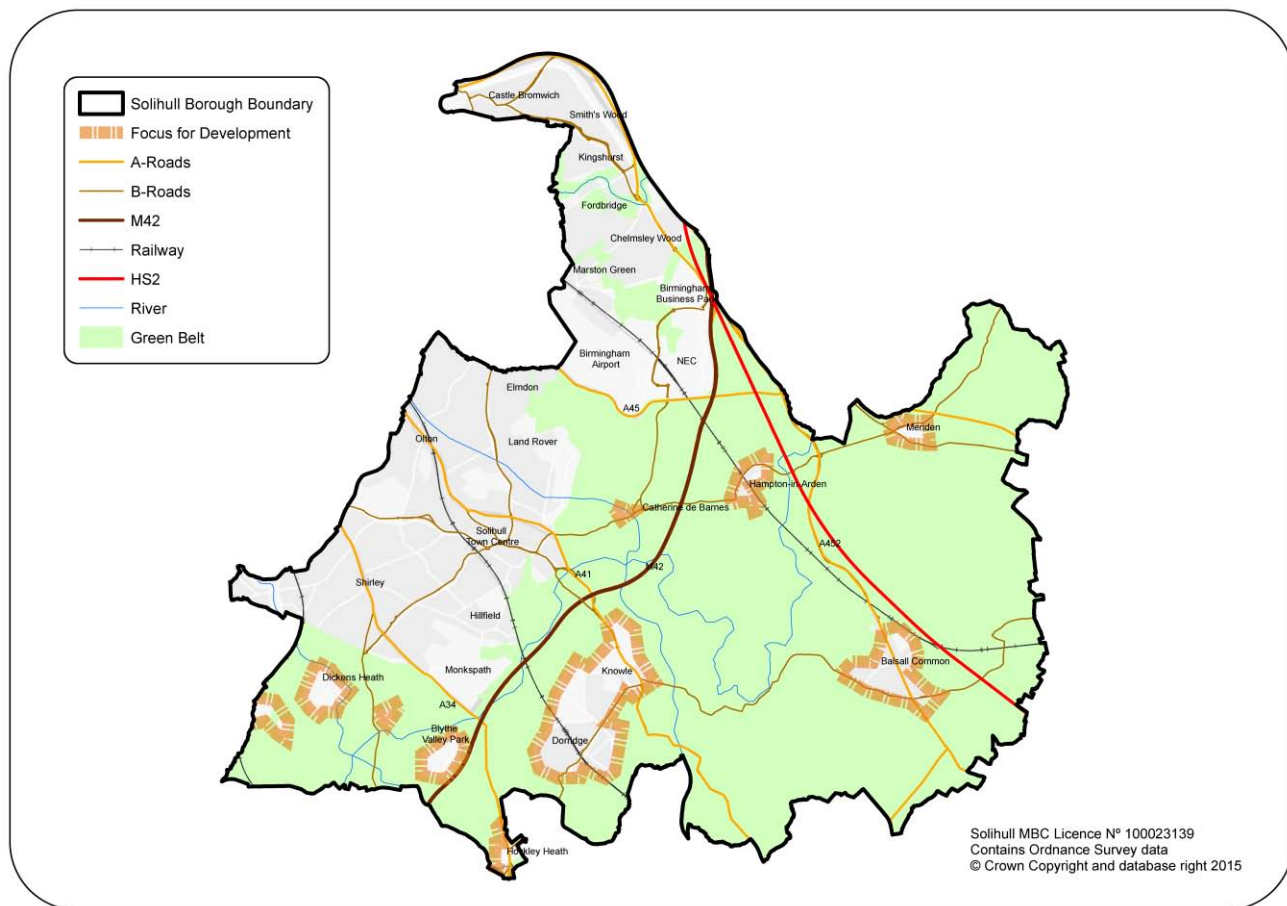 Solihull Borough Boundary
Focus for Development
A-Roads
B-Roads
M42
Railway
HS2
River
Green Belt
Castle Bromwich
Smith's Wood
Kingshurst
Fordbridge
Chelmsley Wood
Marston Green
Birmingham
Business Park
Birmingham
Airport
NEC
Elmdon
A45
Olton
Land Rover
Meriden
Hampton-in-Arden
Catherine de Barnes
Solihull
Town Centre
A452
M42
A41
Shirley
Hillfield
Monkspath
Knowle
Balsall Common
Dickens Heath
A34
Blythe
Valley Park
Dorridge
Hockley Heath
Solihull MBC Licence Nº 100023139
Contains Ordnance Survey data
© Crown Copyright and database right 2015